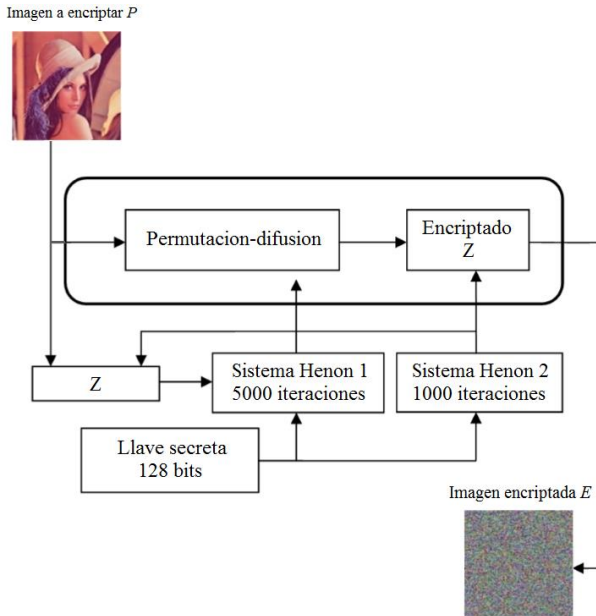 Imagen a encriptar P
Permutacion-difusion
Encriptado
Z
Z
Sistema Henon 1
5000 iteraciones
Sistema Henon 2
1000 iteraciones
Llave secreta
128 bits
Imagen encriptada E